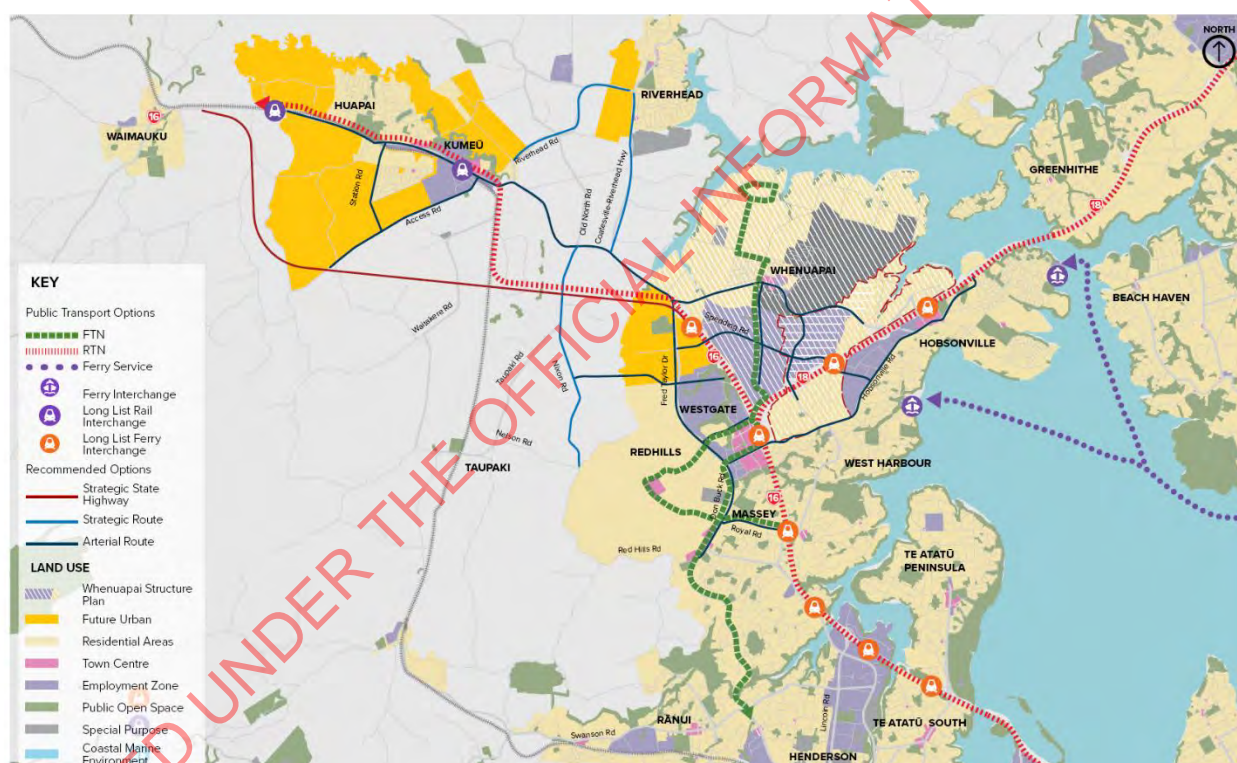 NORTH
RIVERHEAD
HUAPAI
16
WAIMAUKU
KUMEŪ
Riverhead Rd
GREENHITHE
Station Rd
Access Rd
Old North Rd
Coatesville-Riverhead Hwy
18
WHENUAPAI
BEACH HAVEN
KEY
Public Transport Options
FTN
RTN
Ferry Service
Ferry Interchange
Long List Rail
Interchange
Long List Ferry
Interchange
Recommended Options
Strategic State
Highway
Strategic Route
Arterial Route
LAND USE
Whenuapai Structure
Plan
Future Urban
Residential Areas
Town Centre
Employment Zone
Public Open Space
Special Purpose
Coastal Marine
Environment
Waitakere Rd
Taupaki Rd
Nixon Rd
Nelson Rd
Fred Taylor Dr
Spedding Rd
16
18
HOBSONVILLE
Hobsonville Rd
WESTGATE
REDHILLS
TAUPAKI
WEST HARBOUR
16
Don Buck Rd
MASSEY
Royal Rd
Red Hills Rd
TE ATATŪ
PENINSULA
RĀNUI
Swanson Rd
Lincoln Rd
TE ATATŪ SOUTH
HENDERSON
ED UNDER THE OFFICIAL INFORMAT